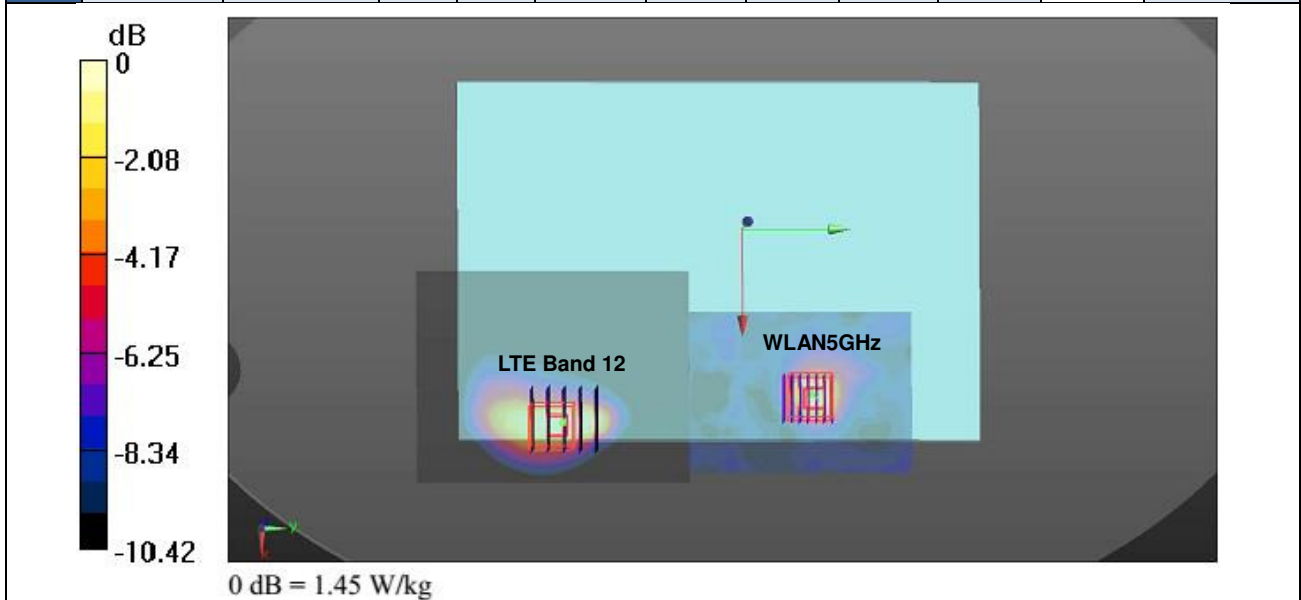 dB
0
-2.08
-4.17
-6.25
-8.34
-10.42
LTE Band 12
WLAN5GHz
y
x
0 dB = 1.45 W/kg